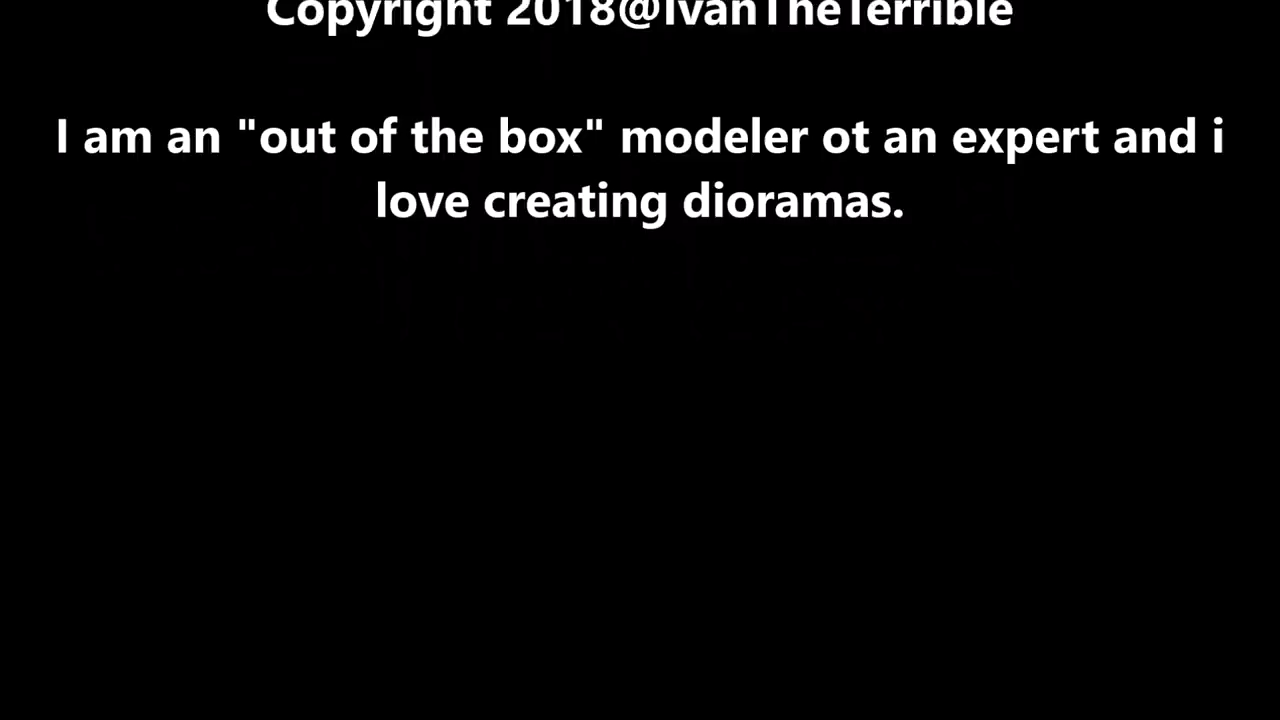 Copyright 2018@IvanTheTerrible
I am an "out of the box" modeler ot an expert and i
love creating dioramas.